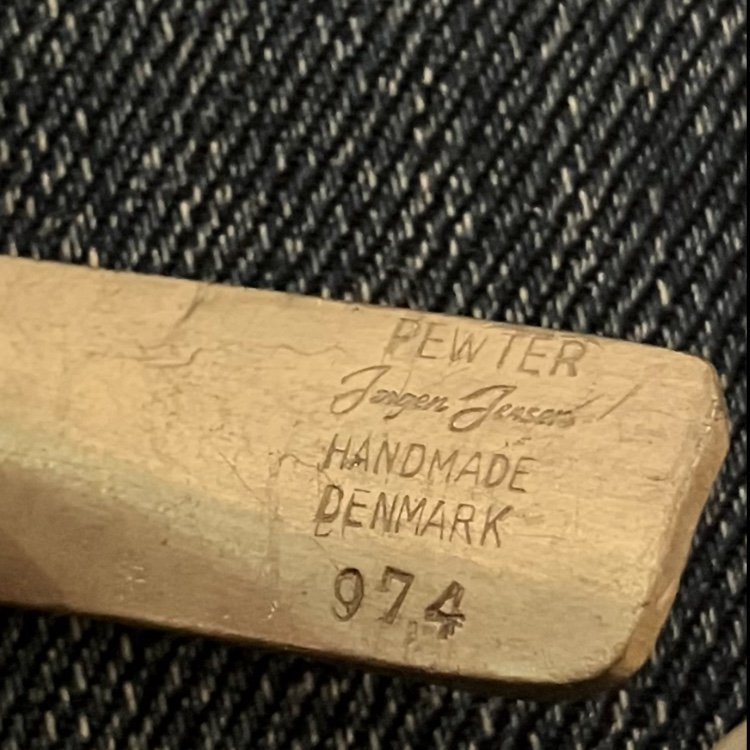 PEWTER
Jørgen Jensen
HANDMADE
DENMARK
974